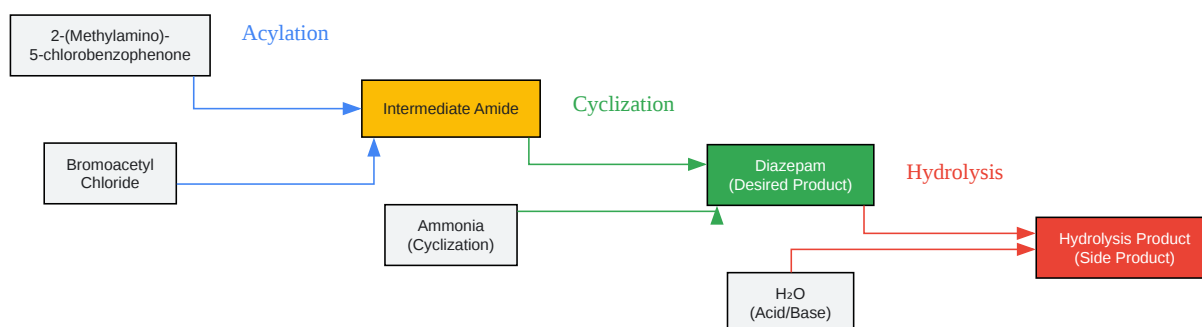 2-(Methylamino)-
5-chlorobenzophenone
Acylation
Intermediate Amide
Cyclization
Bromoacetyl
Chloride
Diazepam
(Desired Product)
Hydrolysis
Ammonia
(Cyclization)
Hydrolysis Product
(Side Product)
H₂O
(Acid/Base)